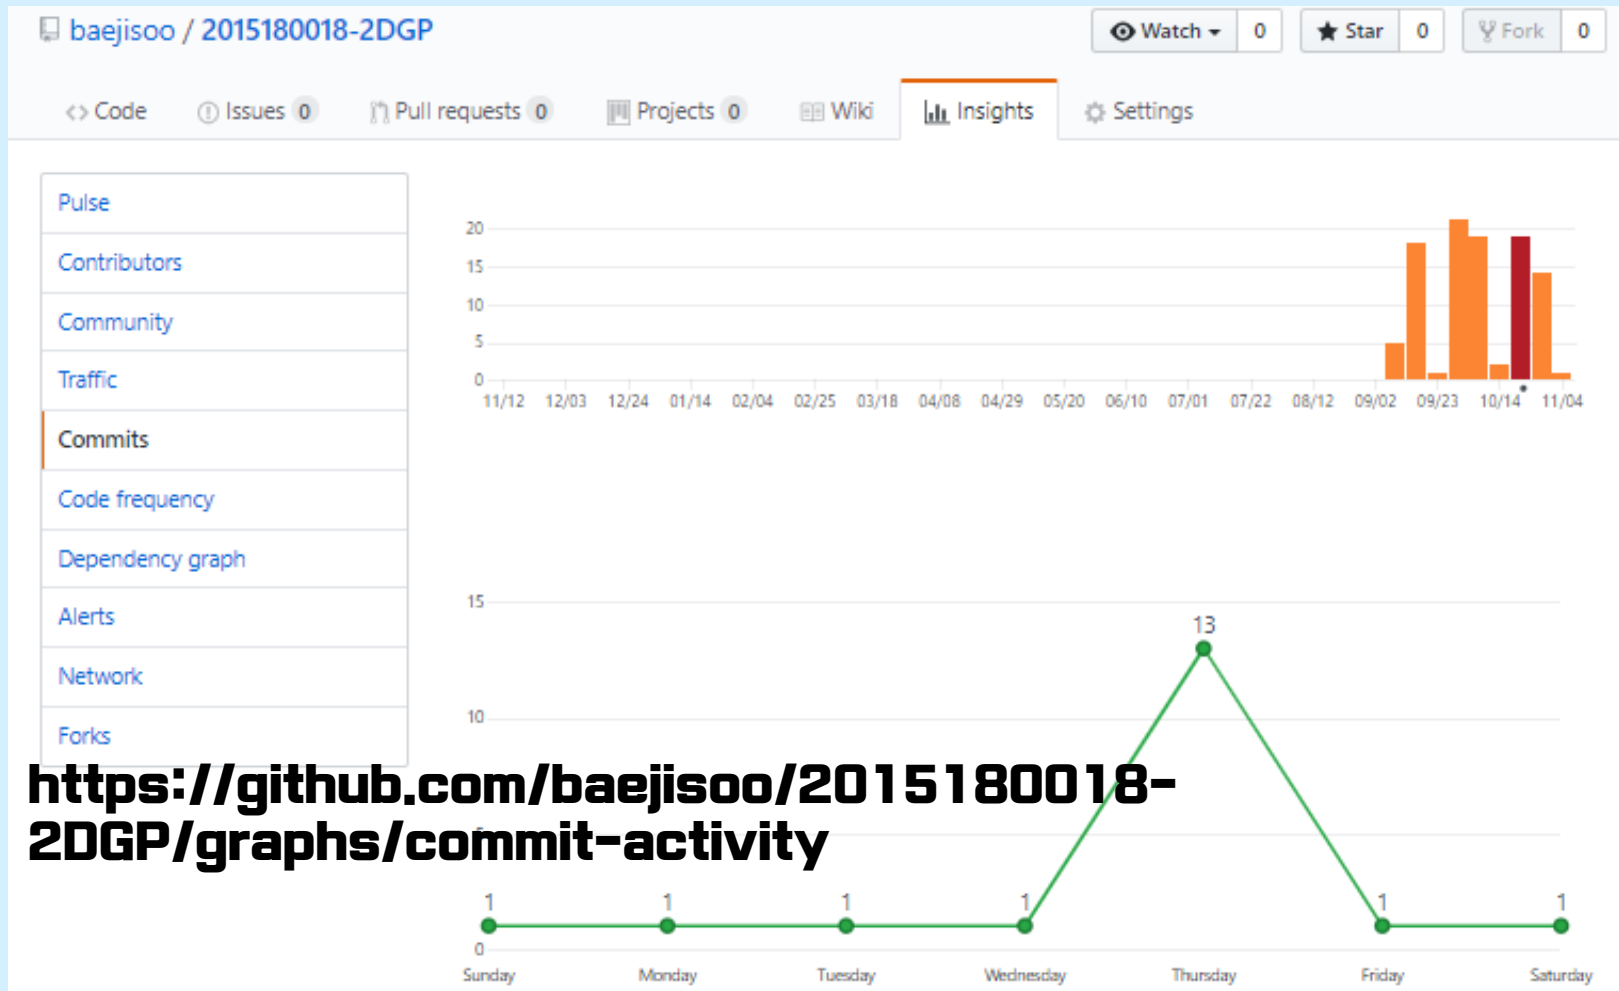 baejisoo / 2015180018-2DGP
Watch 0 Star 0 Fork 0
Code Issues 0 Pull requests 0 Projects 0 Wiki Insights Settings
Pulse
Contributors
Community
Traffic
Commits
Code frequency
Dependency graph
Alerts
Network
Forks
20
15
10
5
0
11/12 12/03 12/24 01/14 02/04 02/25 03/18 04/08 04/29 05/20 06/10 07/01 07/22 08/12 09/02 09/23 10/14 11/04
15
13
10
https://github.com/baejisoo/2015180018-
2DGP/graphs/commit-activity
1 1 1 1 1 1
0
Sunday Monday Tuesday Wednesday Thursday Friday Saturday